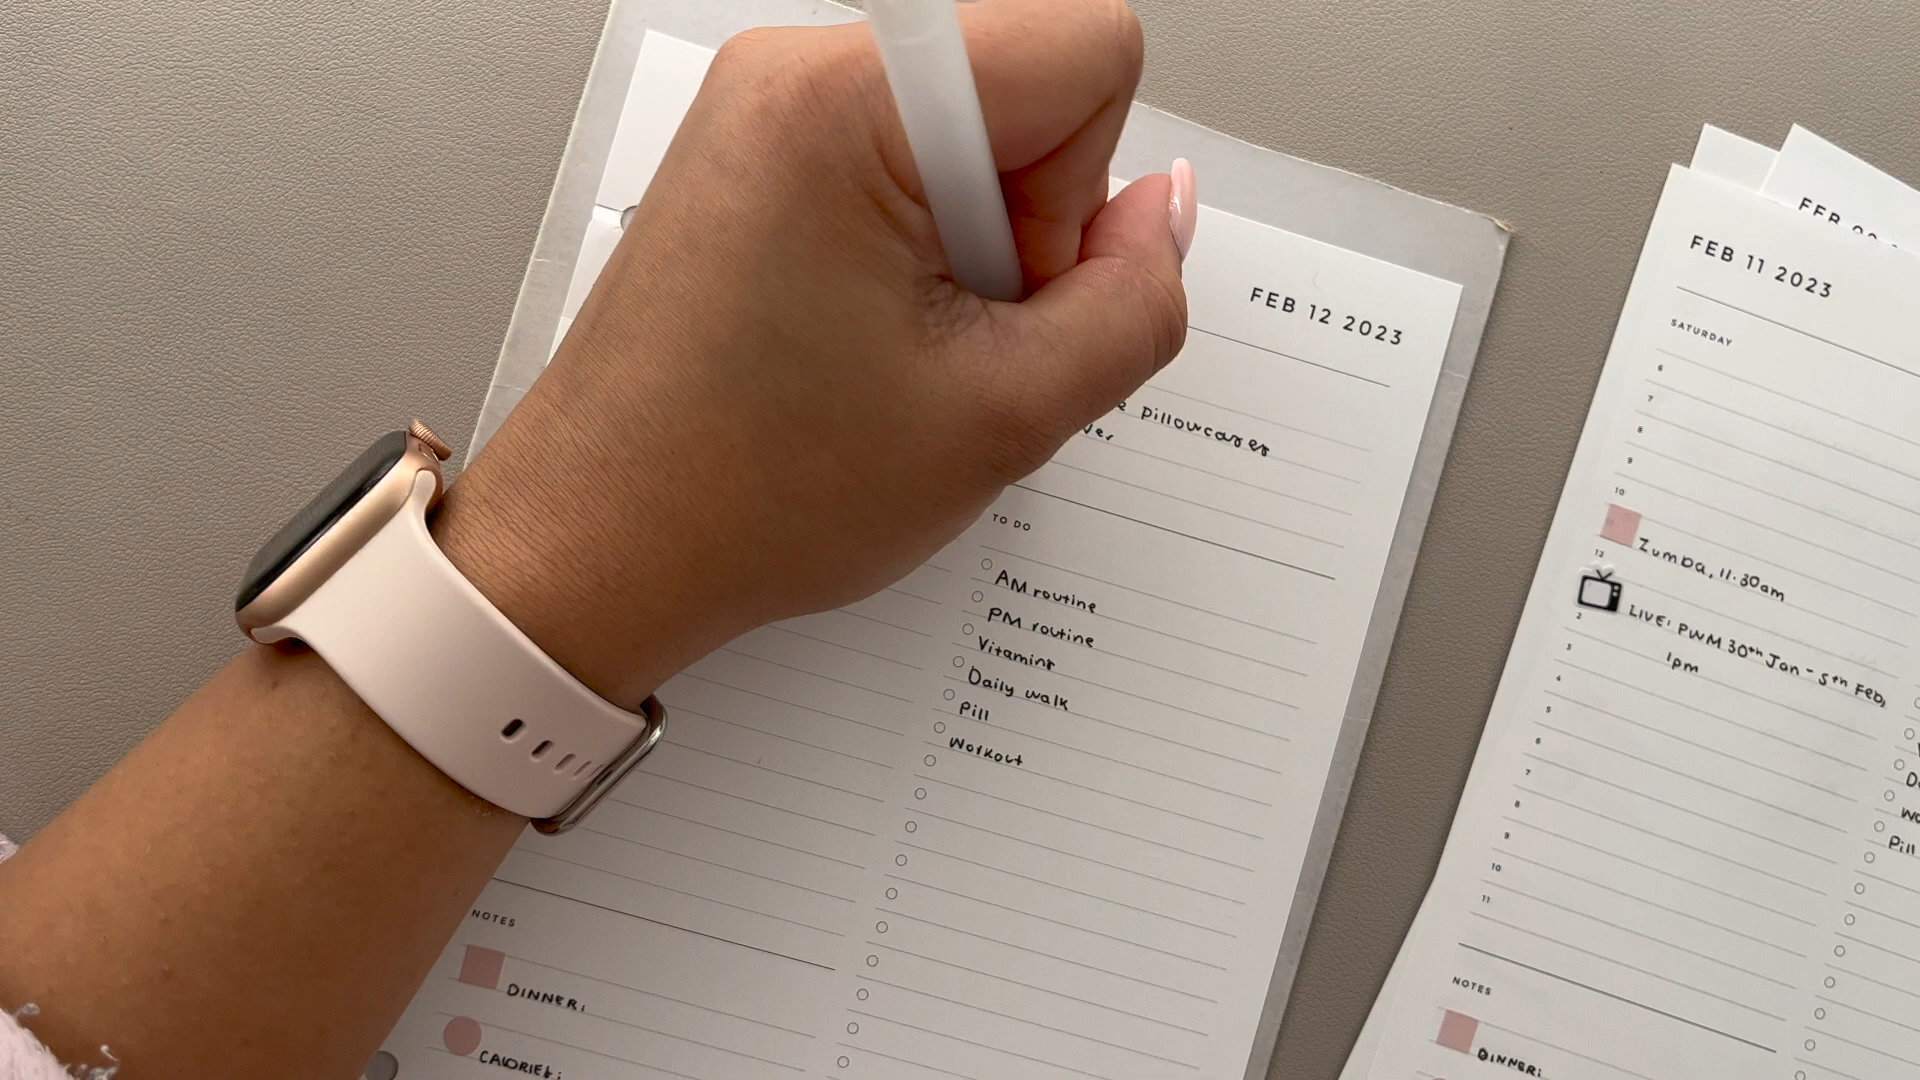 FEB 12 2023
pillowcases
TO DO
AM routine
PM routine
Vitamins
Daily walk
Pill
Workout
NOTES
DINNER:
CALORIES:
FEB
FEB 11 2023
SATURDAY
6
7
8
9
10
11
Zumba, 11.30am
12
LIVE: PWM 30th Jan - 5th Feb,
1pm
2
3
4
5
6
7
8
9
10
11
Pill
NOTES
DINNER: